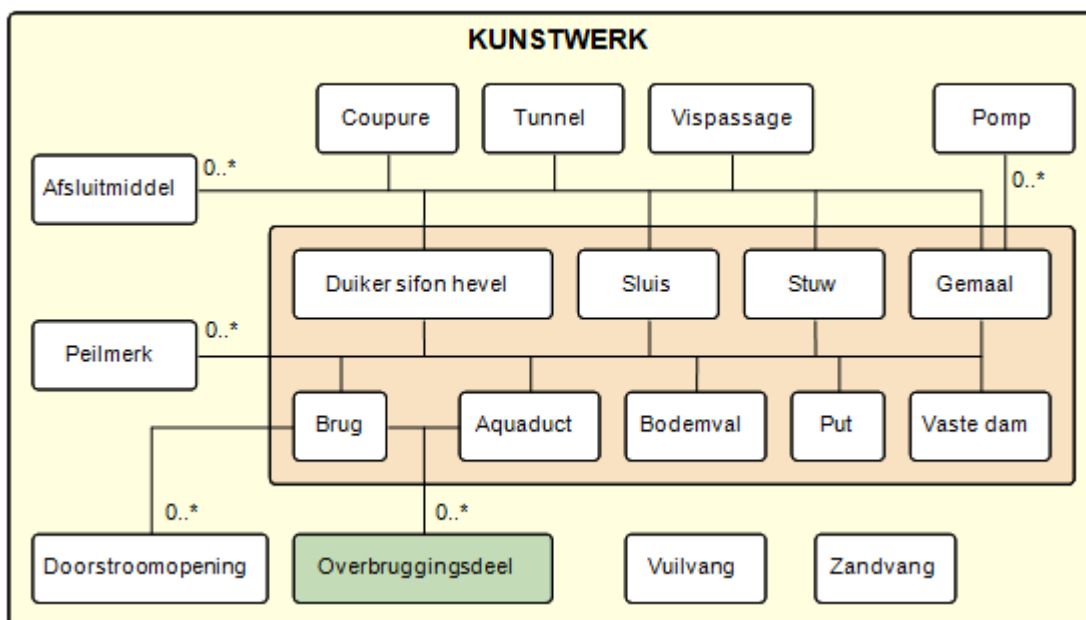 KUNSTWERK
Coupure
Tunnel
Vispassage
Pomp
Afsluitmiddel
0..*
0..*
Duiker sifon hevel
Sluis
Stuw
Gemaal
Peilmerk
0..*
Brug
Aquaduct
Bodemval
Put
Vaste dam
0..*
0..*
Doorstroomopening
Overbruggingsdeel
Vuilvang
Zandvang